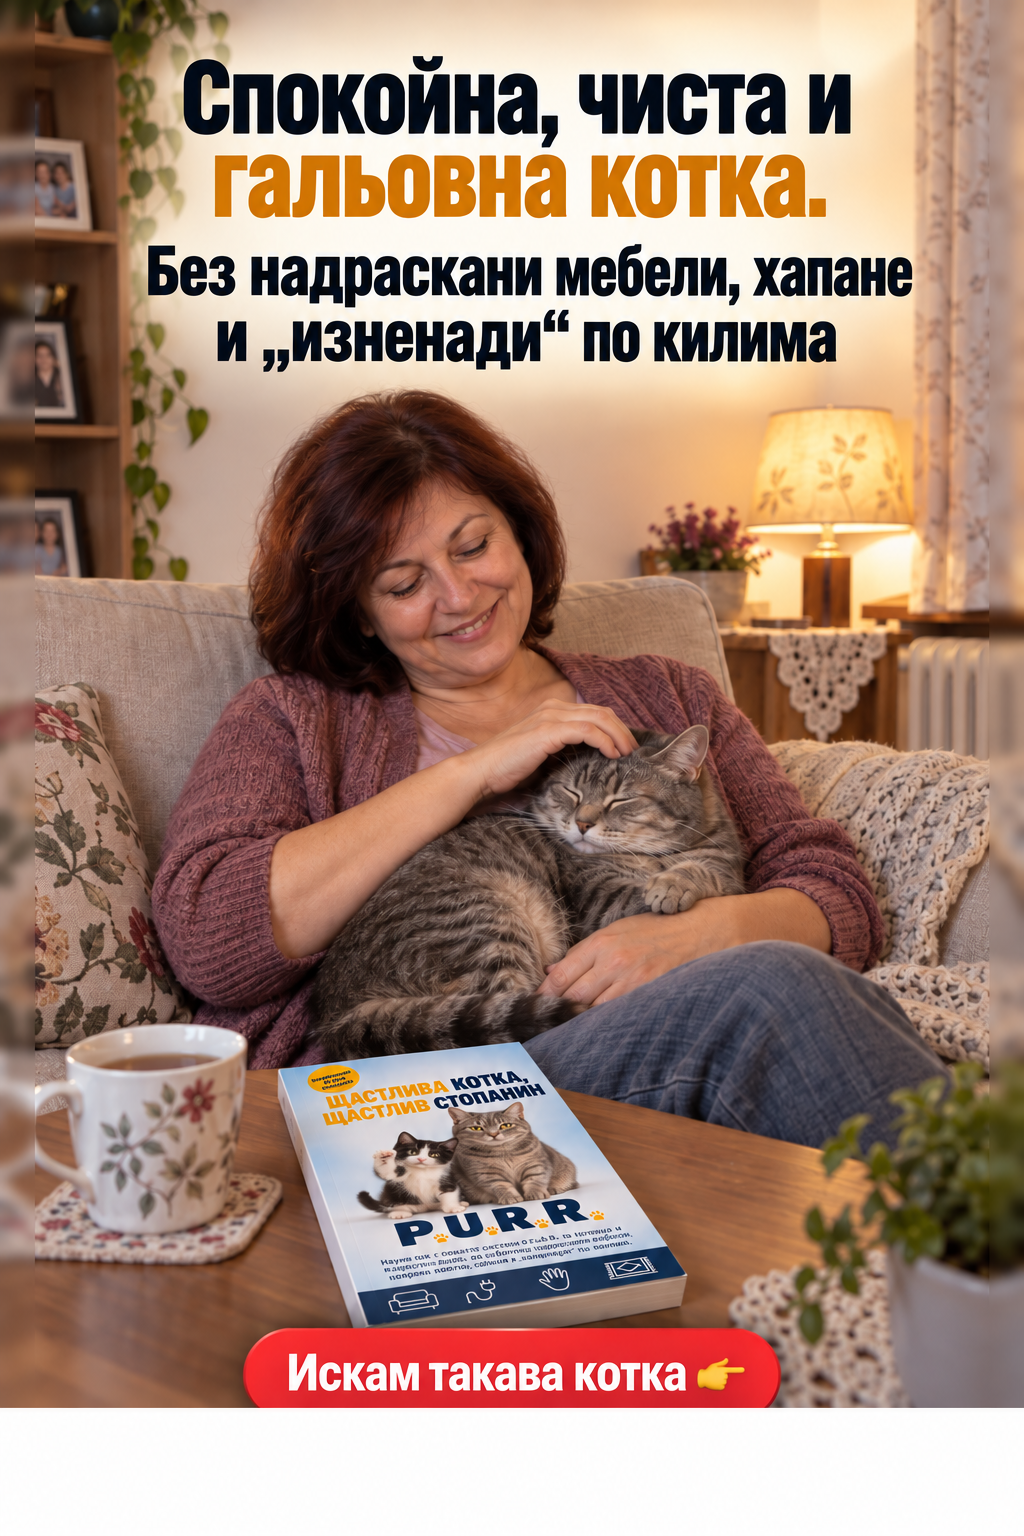 Спокойна, чиста и
гальовна котка.
Без надраскани мебели, хапане
и „изненади“ по килима
ЩАСТЛИВА КОТКА,
ЩАСТЛИВ СТОПАНИН
P.U.R.R.
Искам такава котка 👉